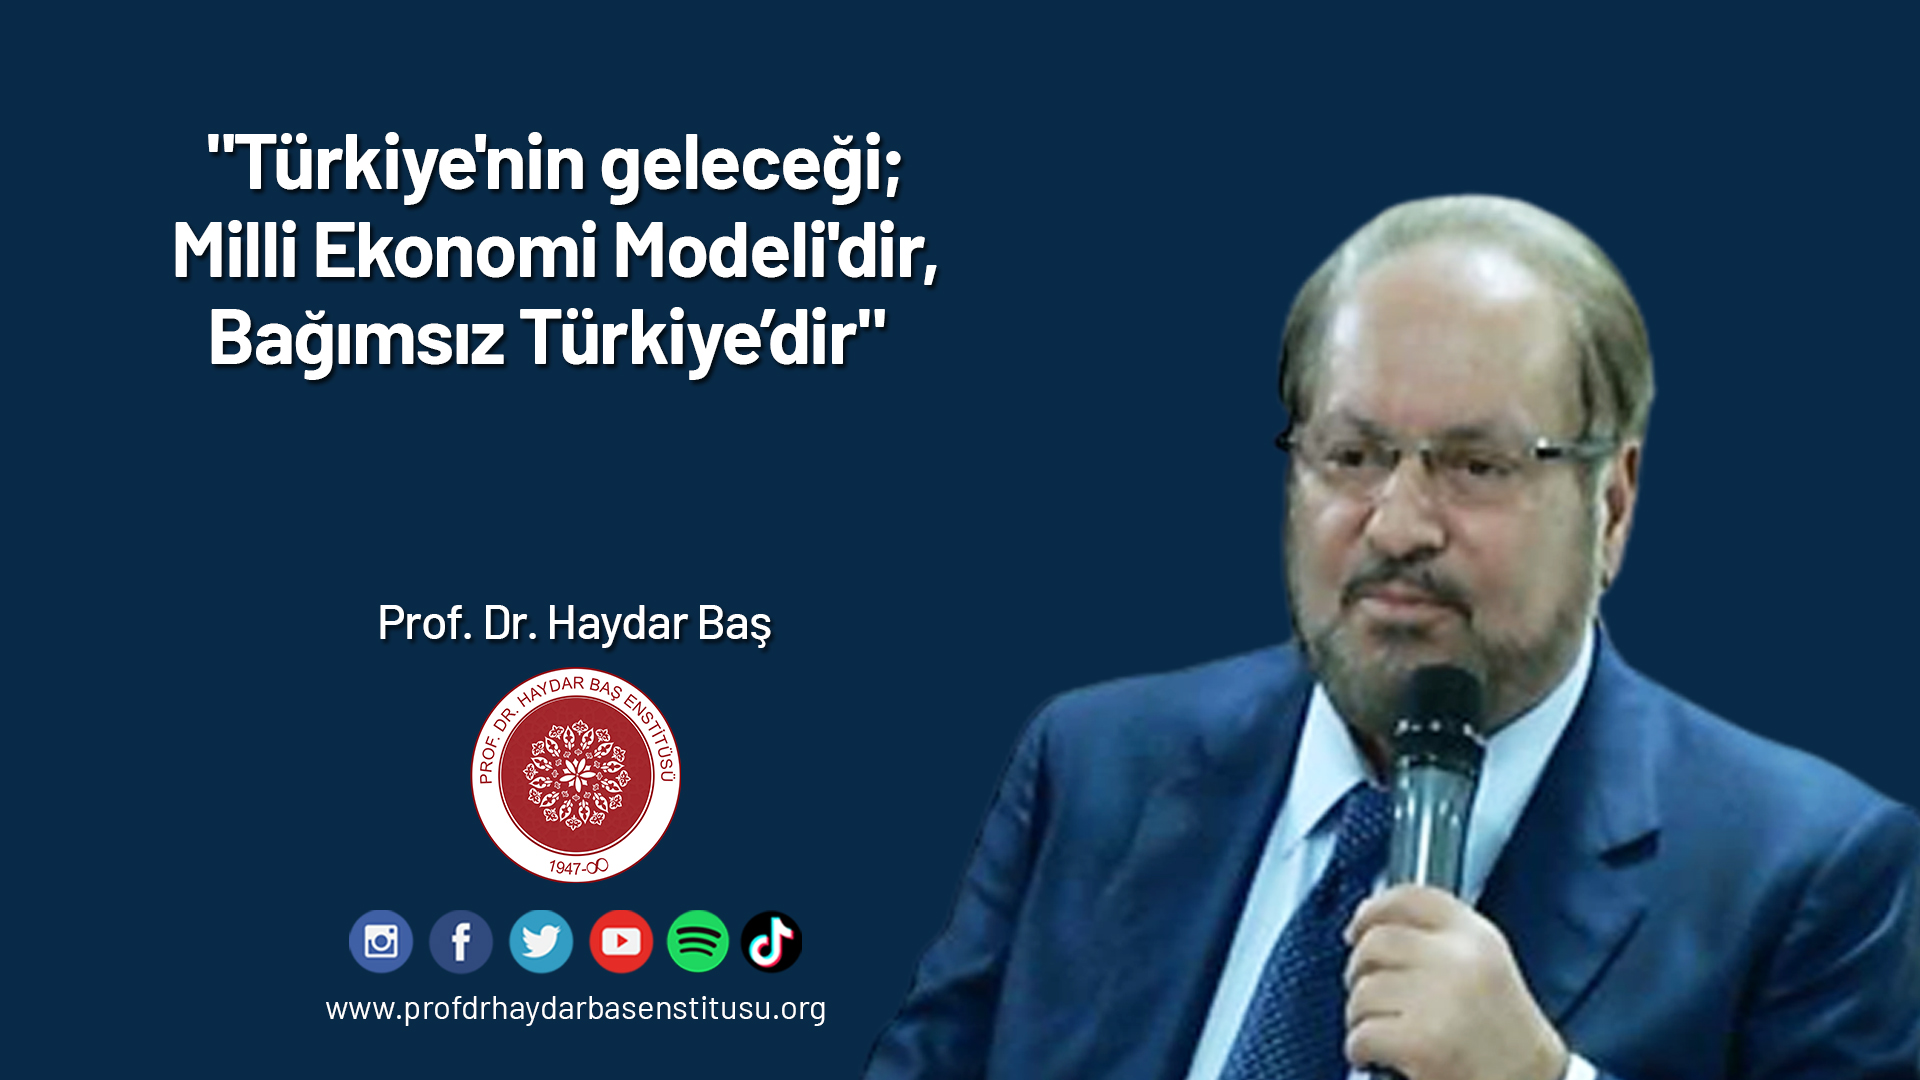 "Türkiye'nin geleceği;
Milli Ekonomi Modeli'dir,
Bağımsız Türkiye’dir"
Prof. Dr. Haydar Baş
PROF. DR. HAYDAR BAŞ ENSTİTÜSÜ
1947-∞
www.profdrhaydarbasenstitusu.org